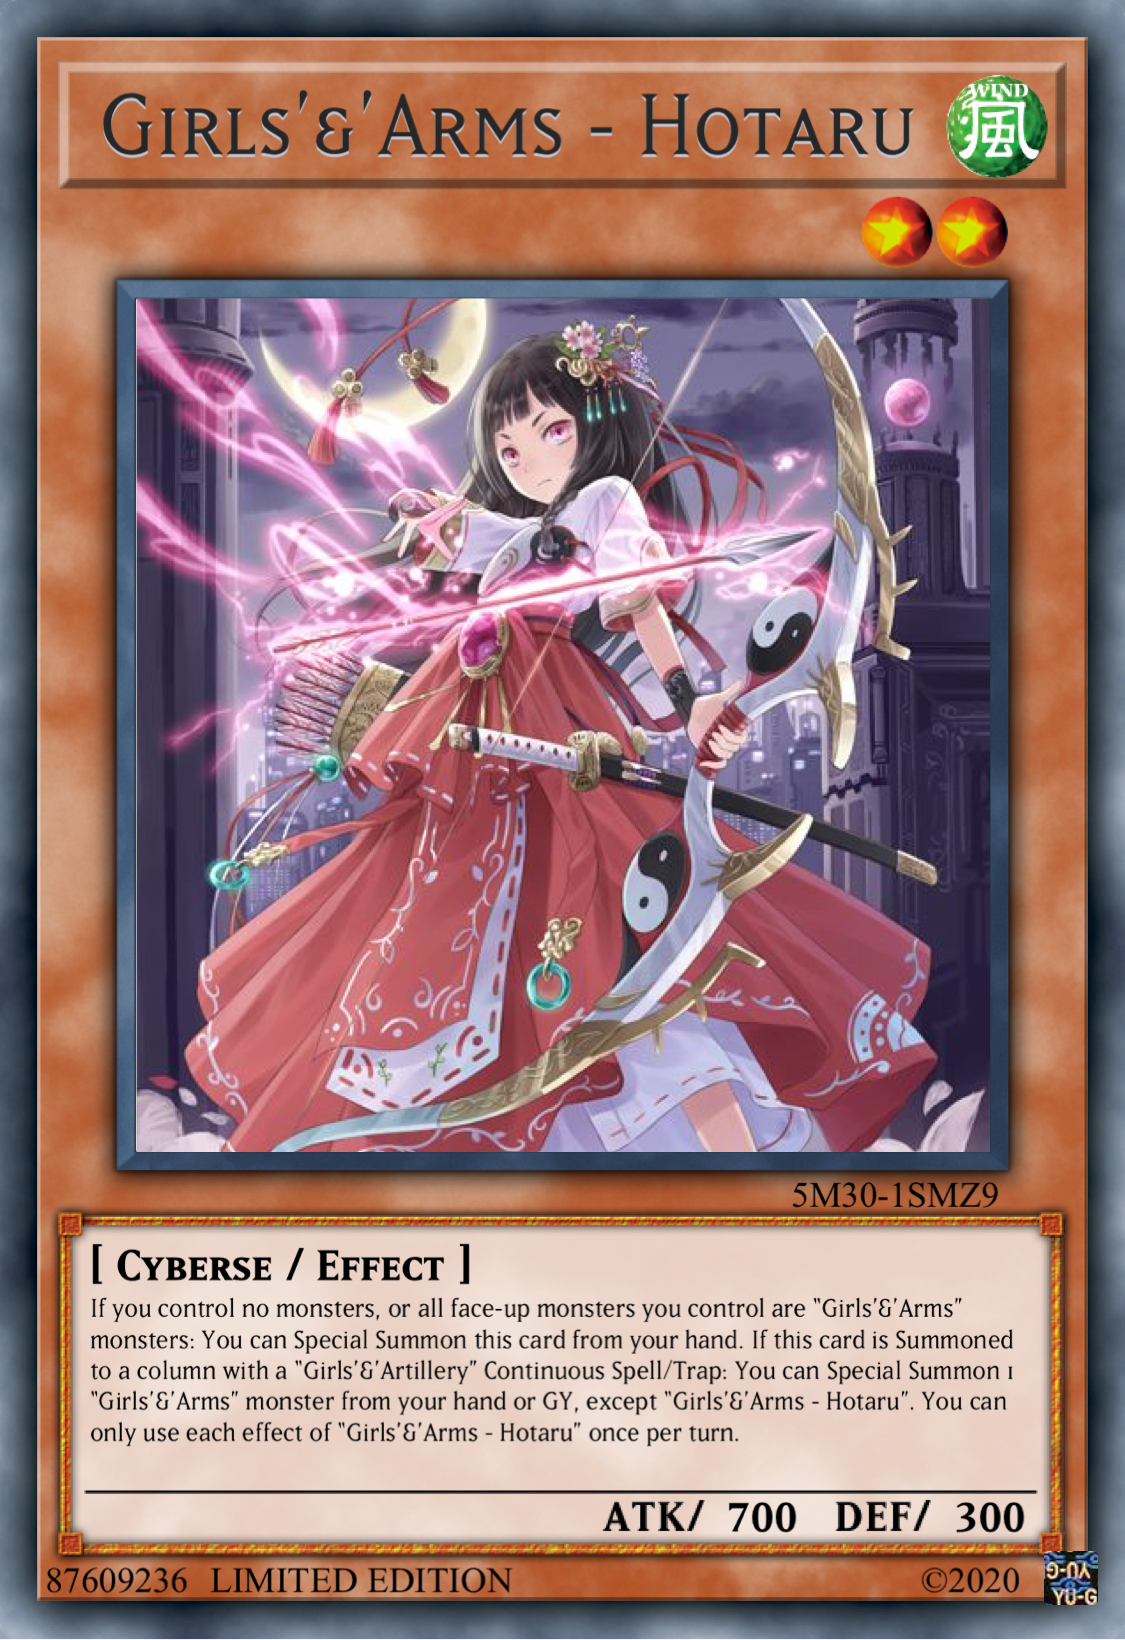 Girls'&'Arms - Hotaru
WIND
風
5M30-1SMZ9
[ Cyberse / Effect ]
If you control no monsters, or all face-up monsters you control are "Girls'&'Arms"
monsters: You can Special Summon this card from your hand. If this card is Summoned
to a column with a "Girls'&'Artillery" Continuous Spell/Trap: You can Special Summon 1
"Girls'&'Arms" monster from your hand or GY, except "Girls'&'Arms - Hotaru". You can
only use each effect of "Girls'&'Arms - Hotaru" once per turn.
ATK/ 700 DEF/ 300
87609236 LIMITED EDITION ©2020
YU-G
YU-G